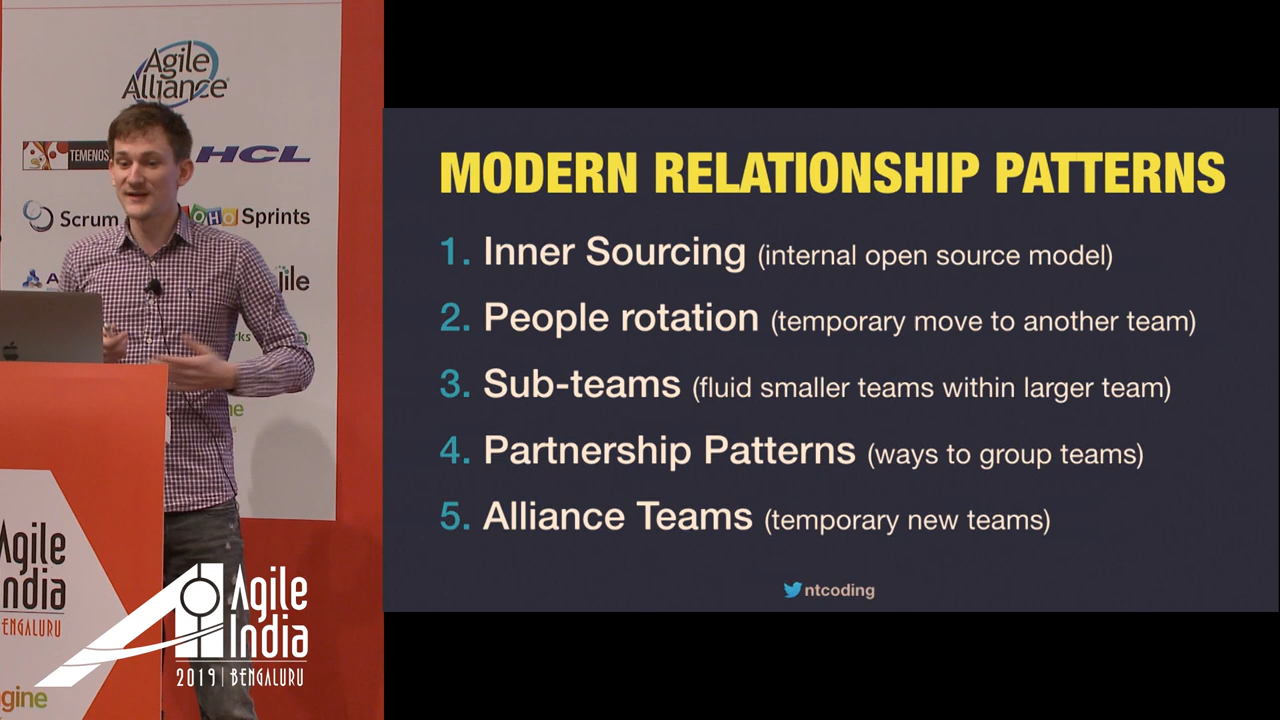 Agile
Alliance
TEMENOS
HCL
Scrum
ZOHO Sprints
MODERN RELATIONSHIP PATTERNS
1. Inner Sourcing (internal open source model)
2. People rotation (temporary move to another team)
3. Sub-teams (fluid smaller teams within larger team)
4. Partnership Patterns (ways to group teams)
5. Alliance Teams (temporary new teams)
ntcoding
Agile
India
BENGALURU
Agile
India
2019 | BENGALURU